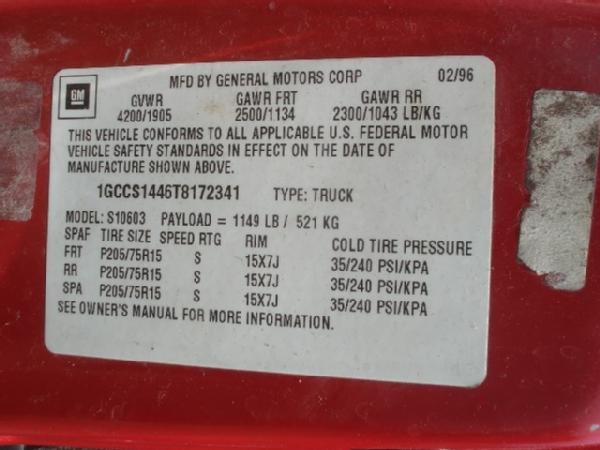 GM
MFD BY GENERAL MOTORS CORP 02/96
GVWR GAWR FRT GAWR RR
4200/1905 2500/1134 2300/1043 LB/KG
THIS VEHICLE CONFORMS TO ALL APPLICABLE U.S. FEDERAL MOTOR
VEHICLE SAFETY STANDARDS IN EFFECT ON THE DATE OF
MANUFACTURE SHOWN ABOVE.
1GCCS1446T8172341 TYPE: TRUCK
MODEL: S10603 PAYLOAD = 1149 LB / 521 KG
SPAF TIRE SIZE SPEED RTG RIM COLD TIRE PRESSURE
FRT P205/75R15 S 15X7J 35/240 PSI/KPA
RR P205/75R15 S 15X7J 35/240 PSI/KPA
SPA P205/75R15 S 15X7J 35/240 PSI/KPA
SEE OWNER'S MANUAL FOR MORE INFORMATION.